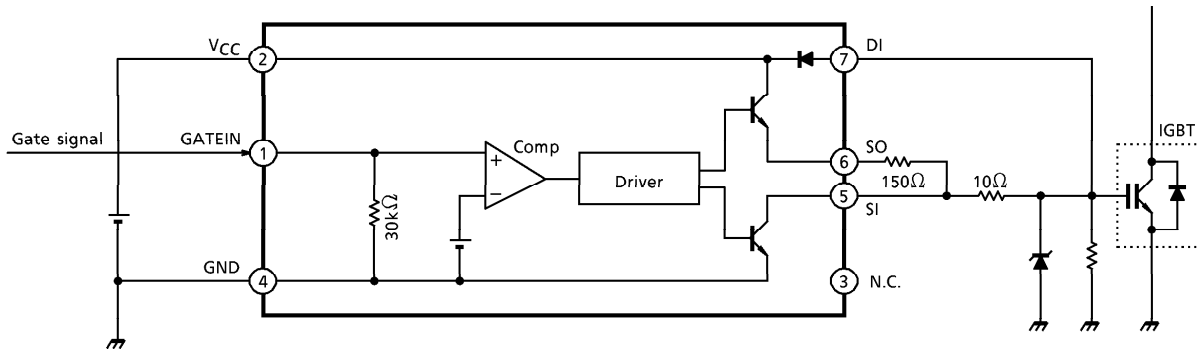 VCC
2
7
DI
Gate signal
GATEIN
1
Comp
+
−
30kΩ
Driver
6
SO
150Ω
5
SI
10Ω
IGBT
GND
4
3
N.C.